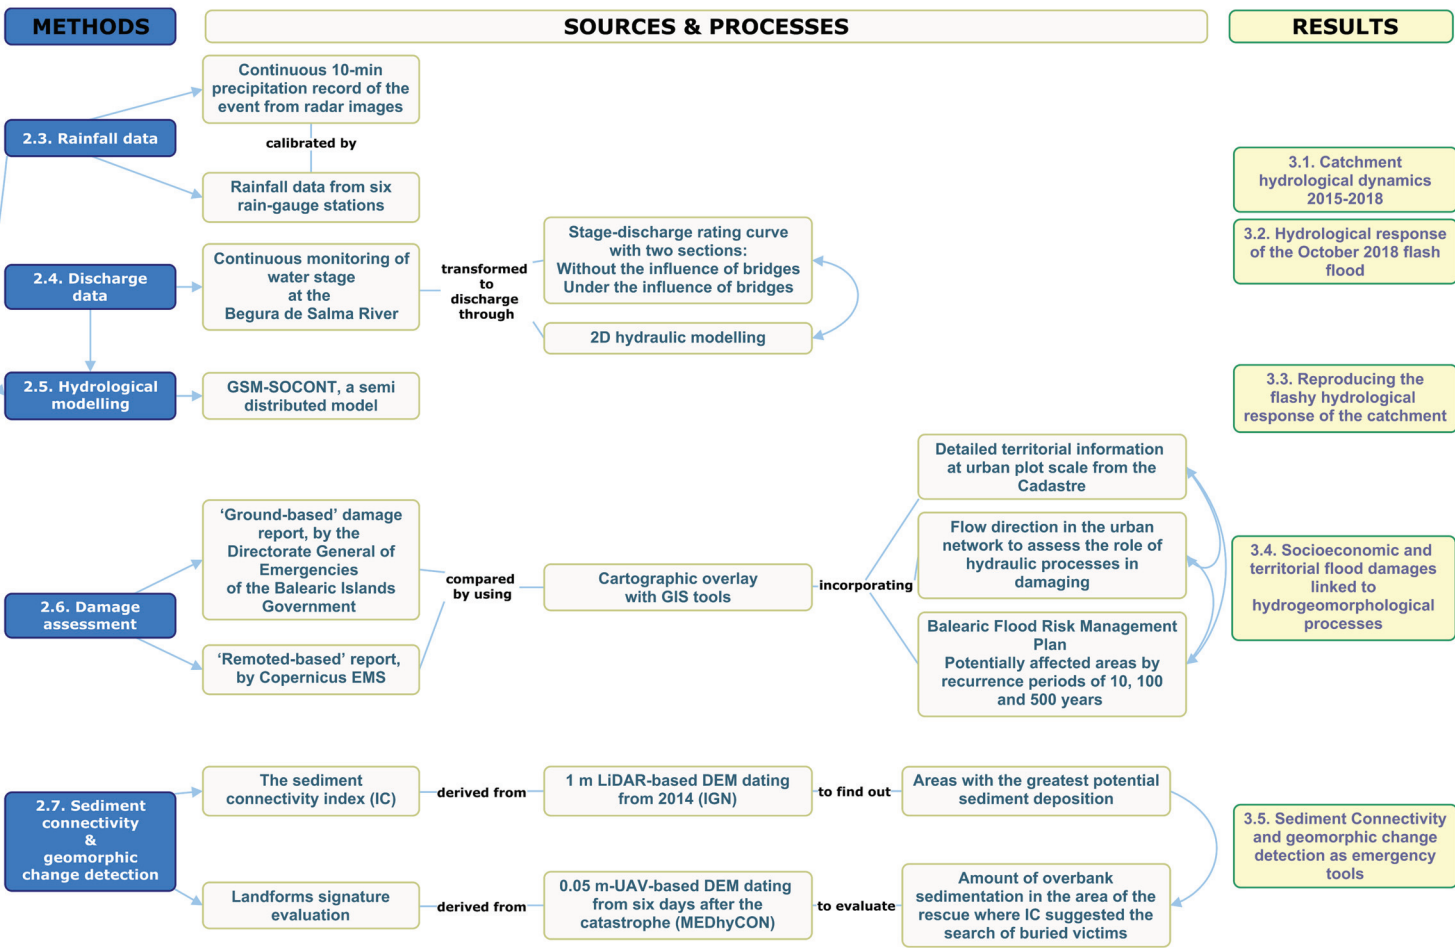 METHODS
SOURCES & PROCESSES
RESULTS
2.3. Rainfall data
Continuous 10-min
precipitation record of the
event from radar images
calibrated by
Rainfall data from six
rain-gauge stations
3.1. Catchment
hydrological dynamics
2015-2018
2.4. Discharge
data
Continuous monitoring of
water stage
at the
Begura de Salma River
transformed
to
discharge
through
Stage-discharge rating curve
with two sections:
Without the influence of bridges
Under the influence of bridges
2D hydraulic modelling
3.2. Hydrological response
of the October 2018 flash
flood
2.5. Hydrological
modelling
GSM-SOCONT, a semi
distributed model
3.3. Reproducing the
flashy hydrological
response of the catchment
2.6. Damage
assessment
‘Ground-based’ damage
report, by the
Directorate General of
Emergencies
of the Balearic Islands
Government
‘Remoted-based’ report,
by Copernicus EMS
compared
by using
Cartographic overlay
with GIS tools
incorporating
Detailed territorial information
at urban plot scale from the
Cadastre
Flow direction in the urban
network to assess the role of
hydraulic processes in
damaging
Balearic Flood Risk Management
Plan
Potentially affected areas by
recurrence periods of 10, 100
and 500 years
3.4. Socioeconomic and
territorial flood damages
linked to
hydrogeomorphological
processes
2.7. Sediment
connectivity
&
geomorphic
change detection
The sediment
connectivity index (IC)
derived from
1 m LiDAR-based DEM dating
from 2014 (IGN)
to find out
Areas with the greatest potential
sediment deposition
Landforms signature
evaluation
derived from
0.05 m-UAV-based DEM dating
from six days after the
catastrophe (MEDhyCON)
to evaluate
Amount of overbank
sedimentation in the area of the
rescue where IC suggested the
search of buried victims
3.5. Sediment Connectivity
and geomorphic change
detection as emergency
tools